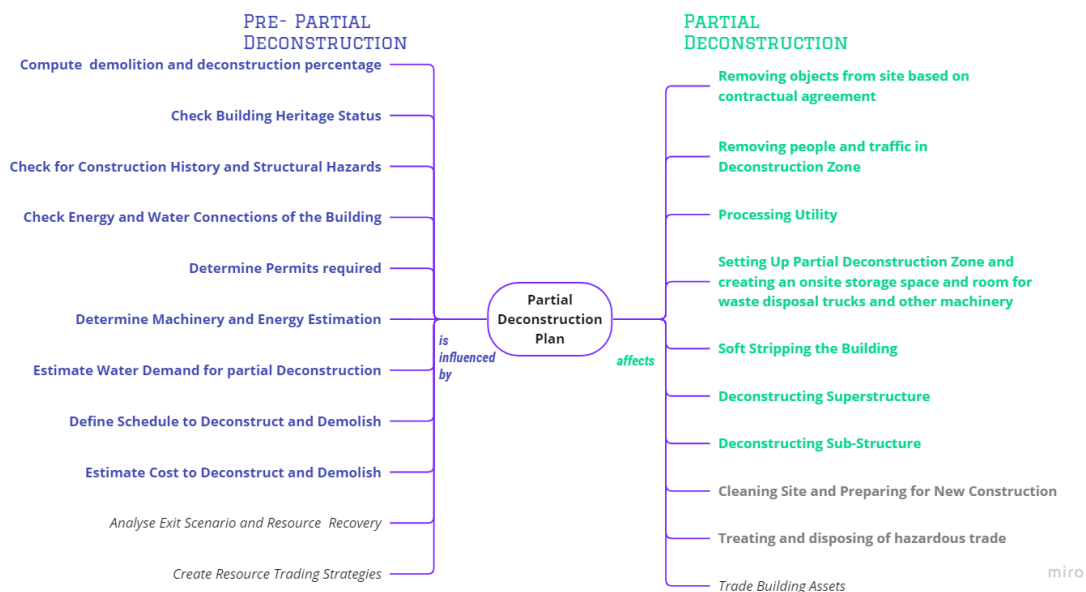 PRE- PARTIAL
DECONSTRUCTION
Compute demolition and deconstruction percentage
Check Building Heritage Status
Check for Construction History and Structural Hazards
Check Energy and Water Connections of the Building
Determine Permits required
Determine Machinery and Energy Estimation
Estimate Water Demand for partial Deconstruction
Define Schedule to Deconstruct and Demolish
Estimate Cost to Deconstruct and Demolish
Analyse Exit Scenario and Resource Recovery
Create Resource Trading Strategies
is
influenced
by
Partial
Deconstruction
Plan
affects
PARTIAL
DECONSTRUCTION
Removing objects from site based on
contractual agreement
Removing people and traffic in
Deconstruction Zone
Processing Utility
Setting Up Partial Deconstruction Zone and
creating an onsite storage space and room for
waste disposal trucks and other machinery
Soft Stripping the Building
Deconstructing Superstructure
Deconstructing Sub-Structure
Cleaning Site and Preparing for New Construction
Treating and disposing of hazardous trade
Trade Building Assets
miro